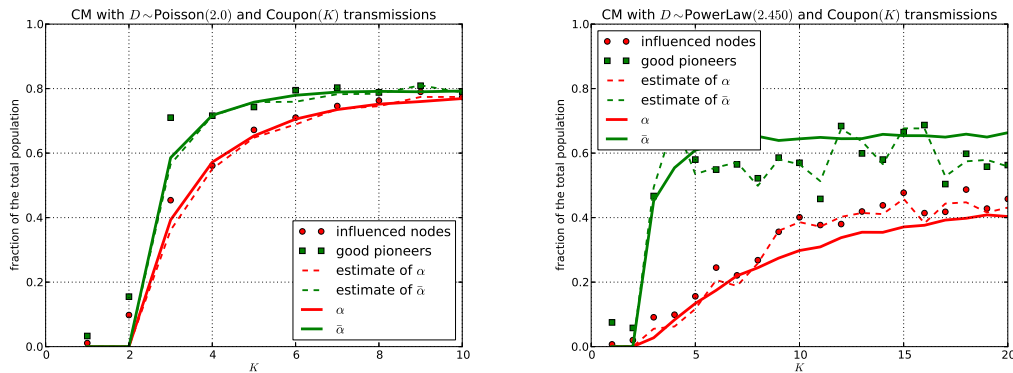 CM with D~Poisson(2.0) and Coupon(K) transmissions
fraction of the total population
1.0
0.8
0.6
0.4
0.2
0.0
0 2 4 6 8 10
K
influenced nodes
good pioneers
estimate of α
estimate of ᾱ
α
ᾱ
CM with D~PowerLaw(2.450) and Coupon(K) transmissions
fraction of the total population
1.0
0.8
0.6
0.4
0.2
0.0
0 5 10 15 20
K
influenced nodes
good pioneers
estimate of α
estimate of ᾱ
α
ᾱ